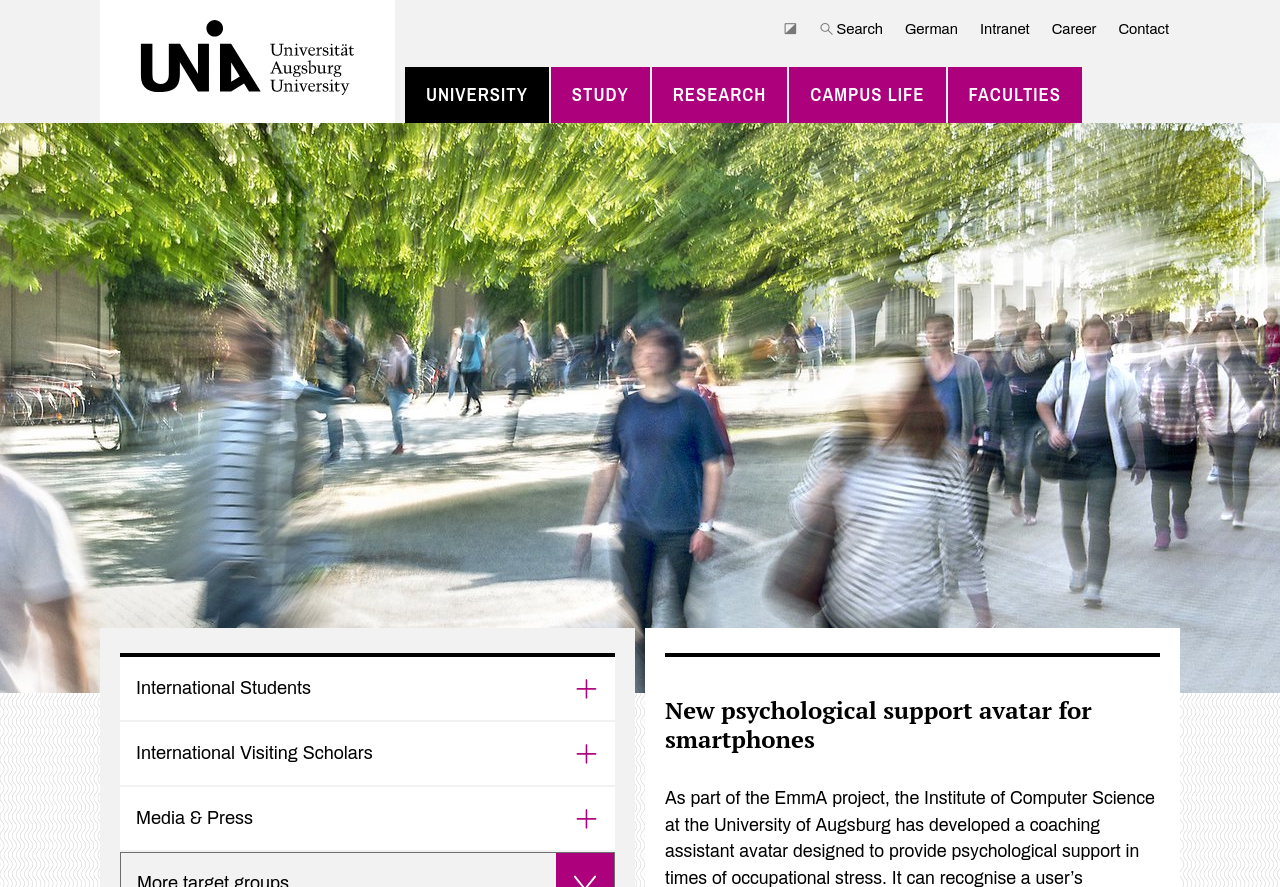 UNIA
Universität
Augsburg
University
Search
German
Intranet
Career
Contact
UNIVERSITY
STUDY
RESEARCH
CAMPUS LIFE
FACULTIES
International Students
International Visiting Scholars
Media & Press
More target groups
New psychological support avatar for
smartphones
As part of the EmmA project, the Institute of Computer Science
at the University of Augsburg has developed a coaching
assistant avatar designed to provide psychological support in
times of occupational stress. It can recognise a user’s